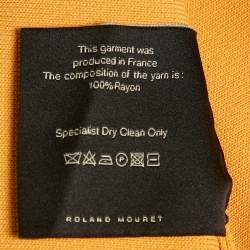 This garment was
produced in France
The composition of the yarn is:
100% Rayon
Specialist Dry Clean Only
ROLAND MOURET